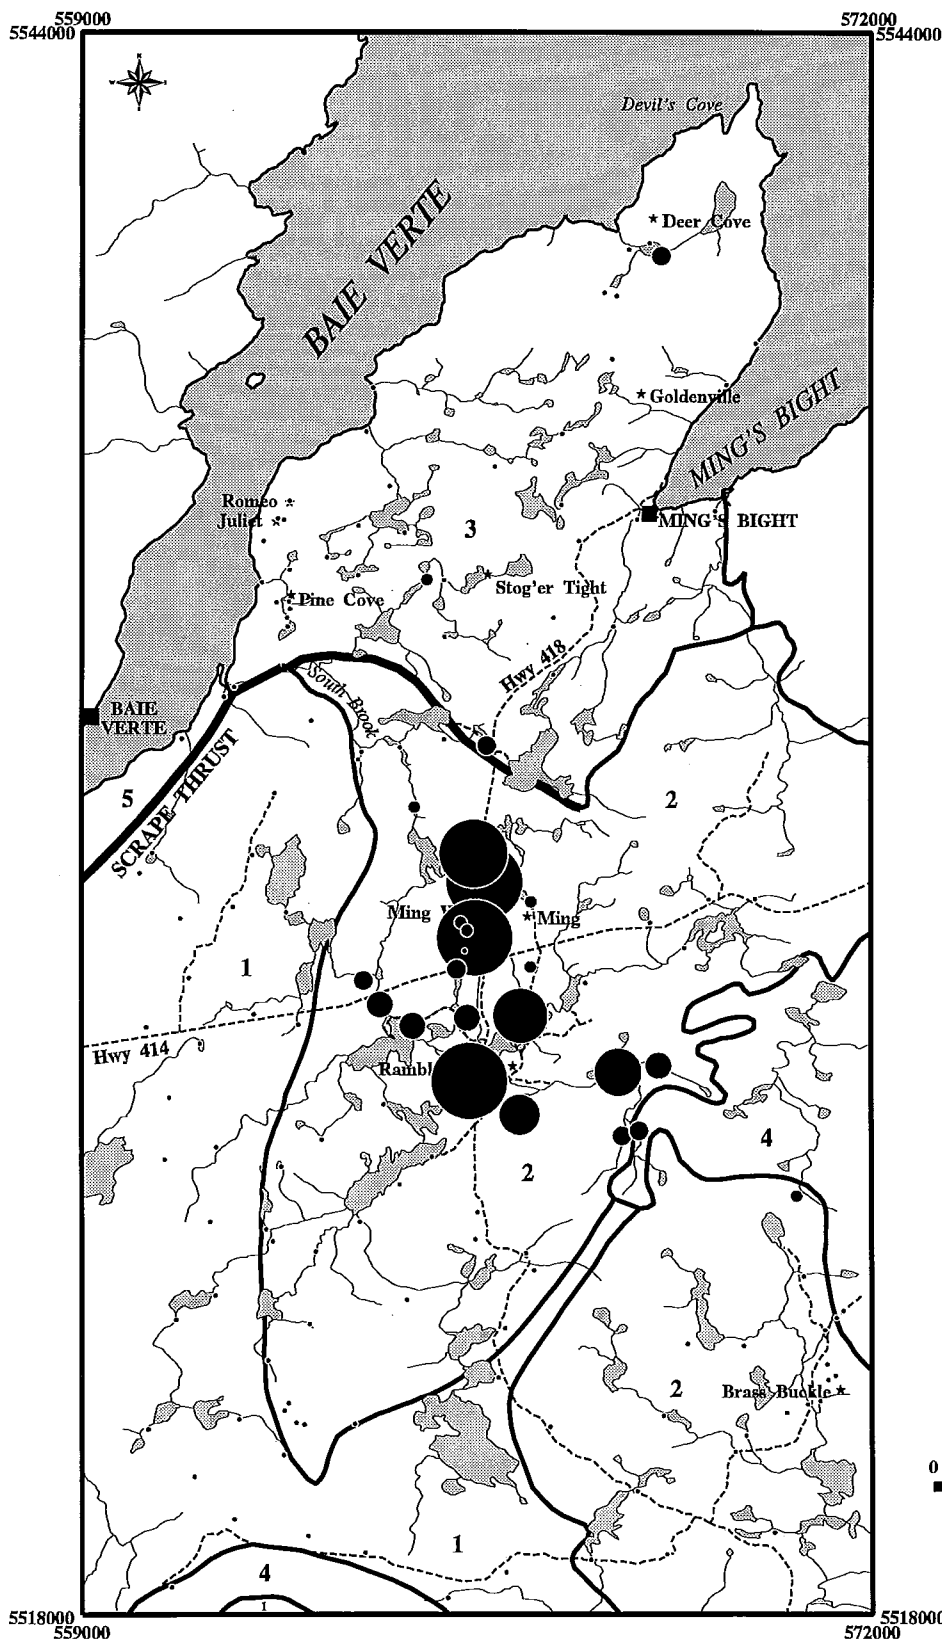 559000
572000
5544000
5544000
Devil's Cove
Deer Cove
BAIE VERTE
Goldenville
MING'S BIGHT
Romeo
Juliet
3
MING'S BIGHT
Stog'er Tight
Pine Cove
Hwy 418
South Brook
BAIE
VERTE
SCRAPE THRUST
5
2
Ming
Ming
1
Hwy 414
4
2
2
Brass Buckle
0
1
4
1
5518000
5518000
559000
572000